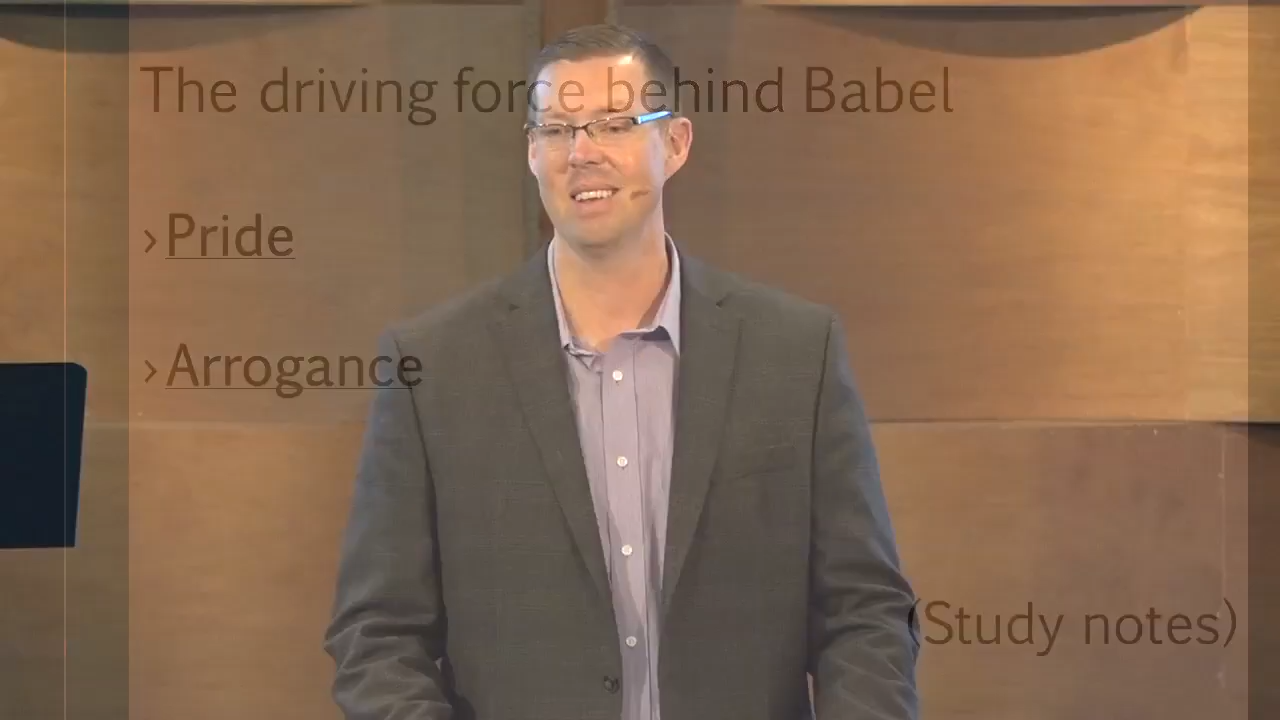 The driving force behind Babel
›Pride
›Arrogance
(Study notes)